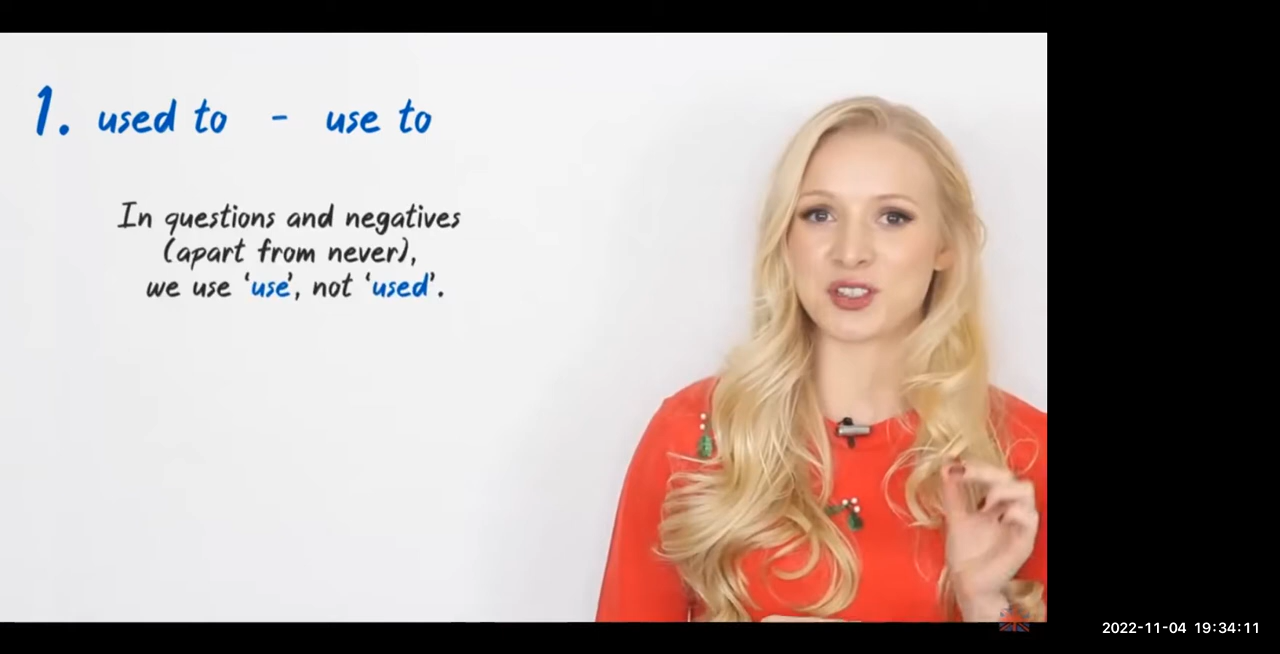 1. used to - use to
In questions and negatives
(apart from never),
we use ‘use’, not ‘used’.
2022-11-04 19:34:11